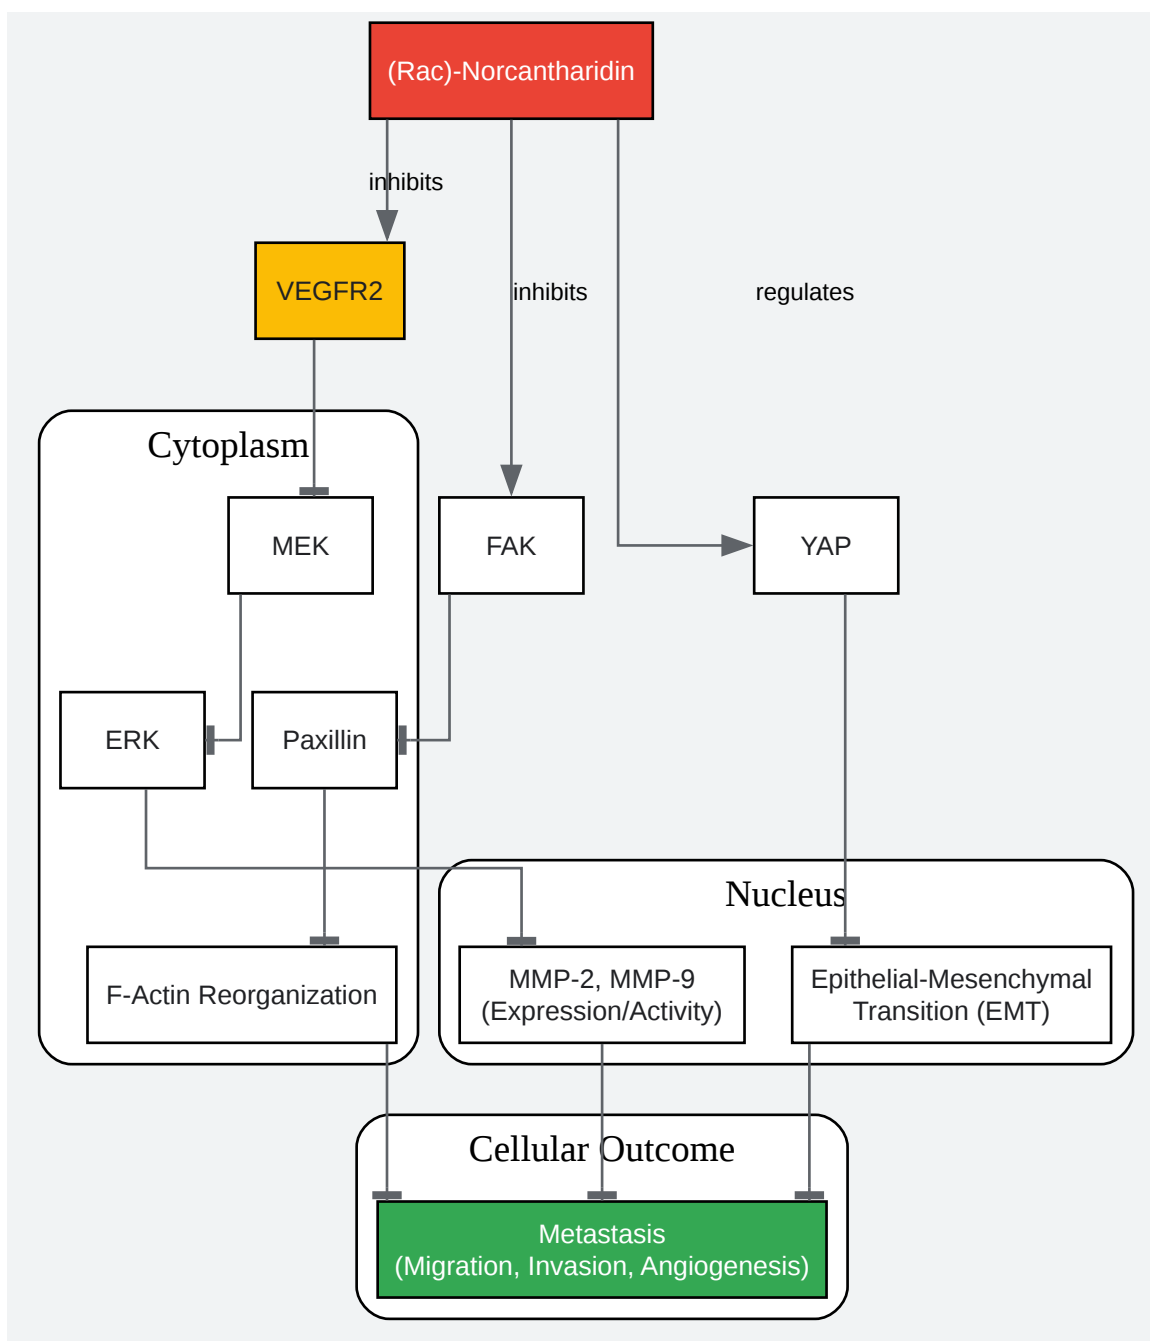 (Rac)-Norcantharidin
inhibits
VEGFR2
inhibits
regulates
Cytoplasm
MEK
FAK
YAP
ERK
Paxillin
Nucleus
F-Actin Reorganization
MMP-2, MMP-9
(Expression/Activity)
Epithelial-Mesenchymal
Transition (EMT)
Cellular Outcome
Metastasis
(Migration, Invasion, Angiogenesis)